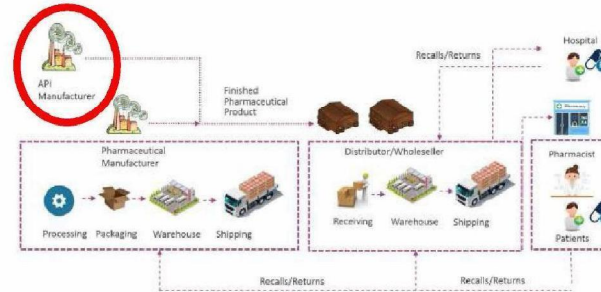 API
Manufacturer
Finished
Pharmaceutical
Product
Recalls/Returns
Hospital
Pharmaceutical
Manufacturer
Processing
Packaging
Warehouse
Shipping
Distributor/Wholeseller
Receiving
Warehouse
Shipping
Pharmacy
Pharmacist
Patients
Recalls/Returns
Recalls/Returns